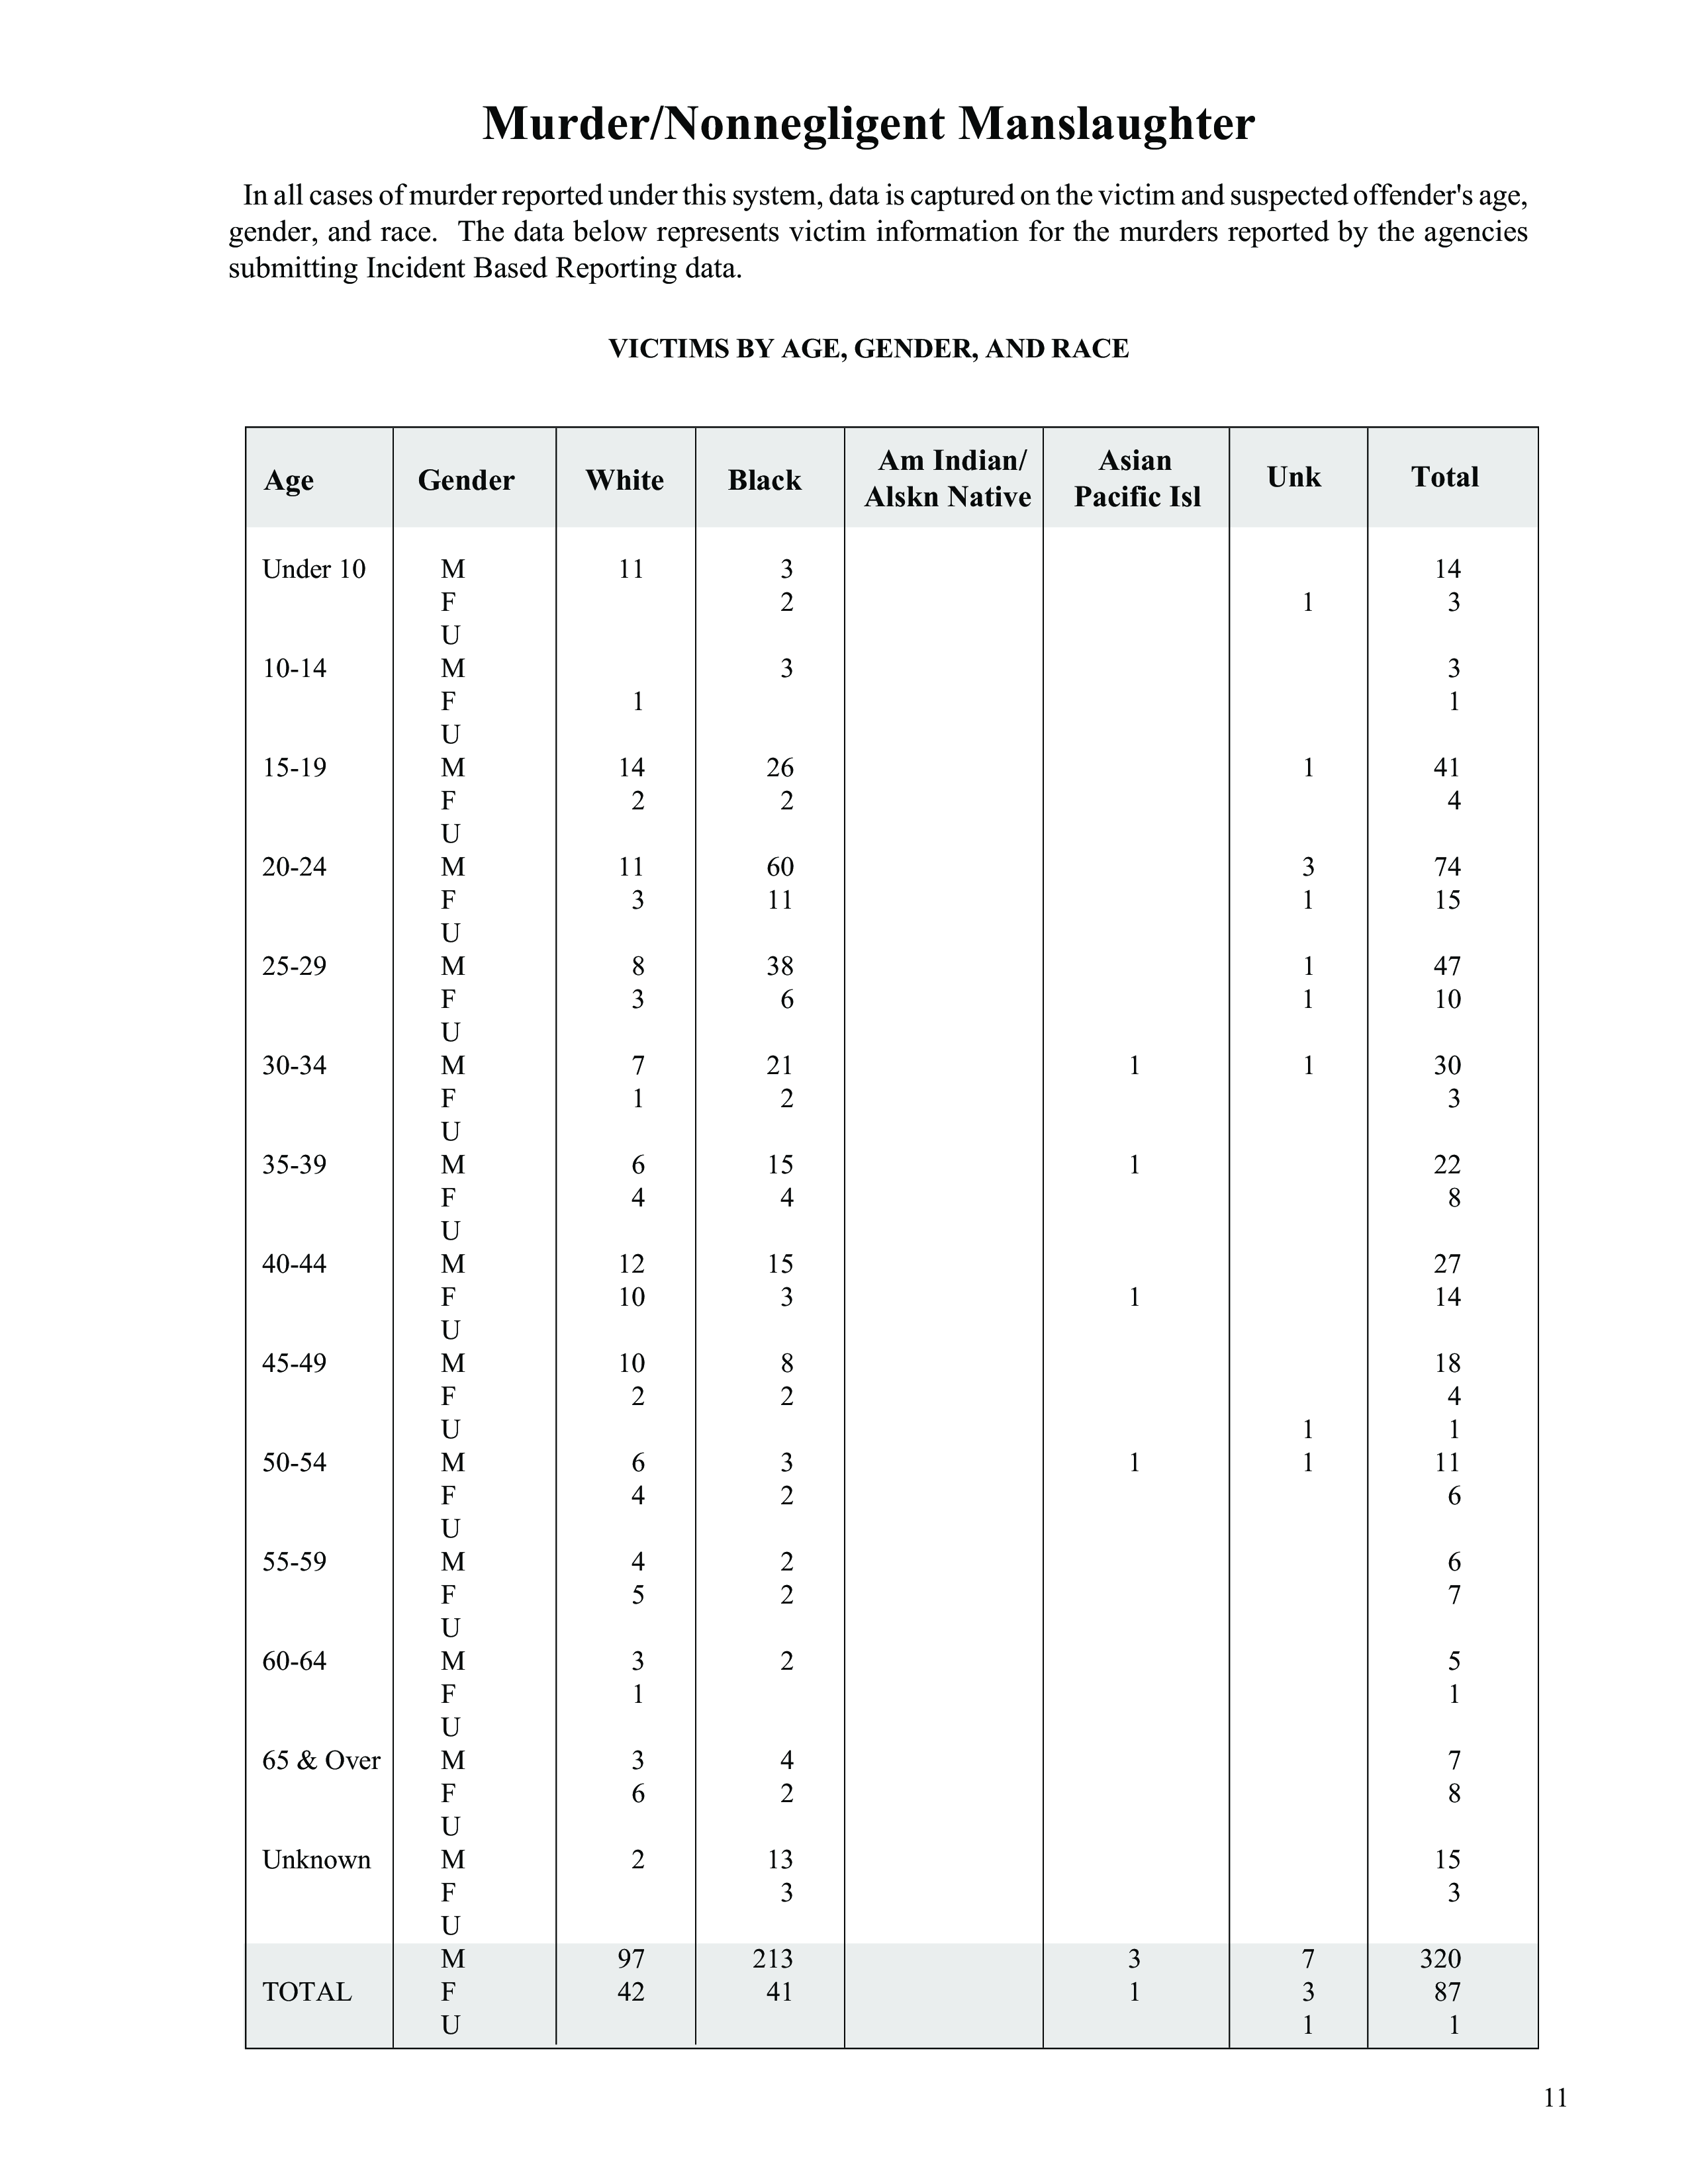 Murder/Nonnegligent Manslaughter
In all cases of murder reported under this system, data is captured on the victim and suspected offender's age,
gender, and race. The data below represents victim information for the murders reported by the agencies
submitting Incident Based Reporting data.
VICTIMS BY AGE, GENDER, AND RACE
Age Gender White Black Am Indian/ Alskn Native Asian Pacific Isl Unk Total
Under 10 M 11 3 14
F 2 1 3
U
10-14 M 3 3
F 1 1
U
15-19 M 14 26 1 41
F 2 2 4
U
20-24 M 11 60 3 74
F 3 11 1 15
U
25-29 M 8 38 1 47
F 3 6 1 10
U
30-34 M 7 21 1 1 30
F 1 2 3
U
35-39 M 6 15 1 22
F 4 4 8
U
40-44 M 12 15 27
F 10 3 1 14
U
45-49 M 10 8 18
F 2 2 4
U 1 1
50-54 M 6 3 1 1 11
F 4 2 6
U
55-59 M 4 2 6
F 5 2 7
U
60-64 M 3 2 5
F 1 1
U
65 & Over M 3 4 7
F 6 2 8
U
Unknown M 2 13 15
F 3 3
U
M 97 213 3 7 320
TOTAL F 42 41 1 3 87
U 1 1
11